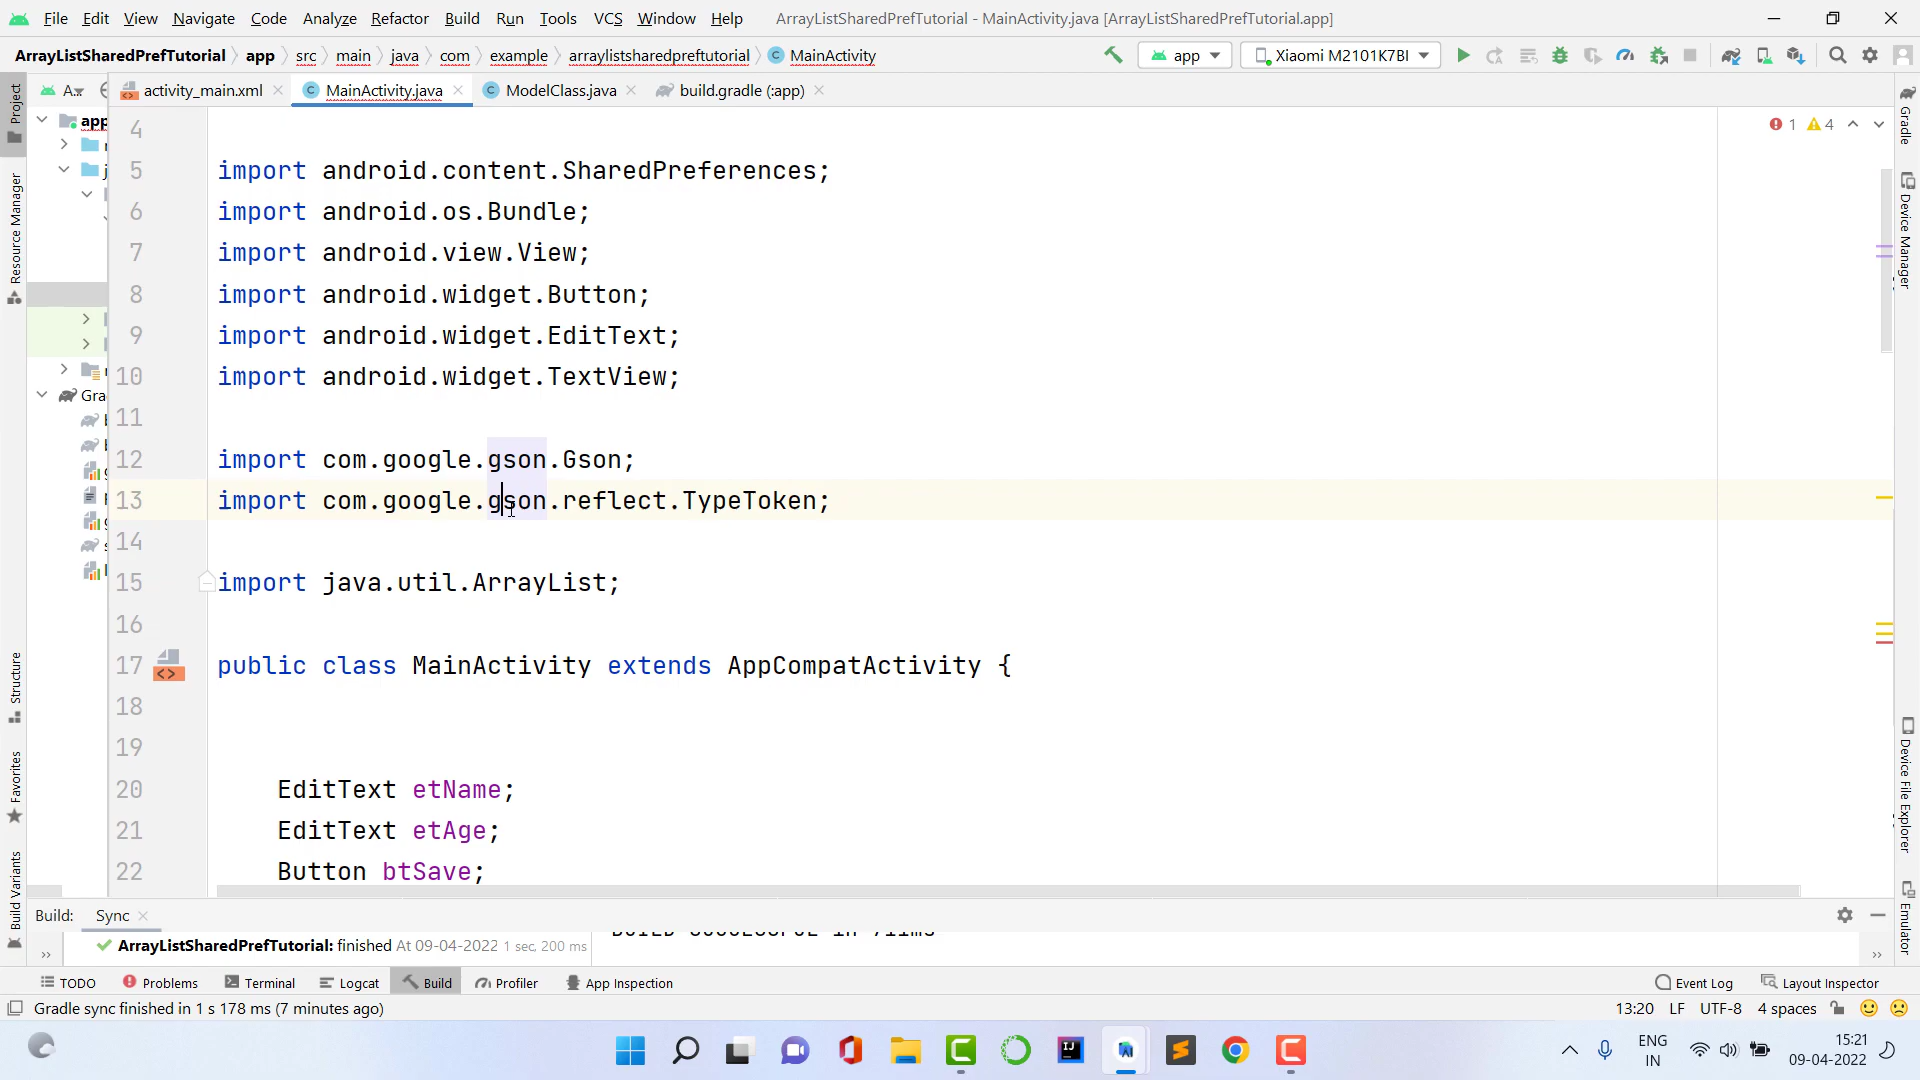 File Edit View Navigate Code Analyze Refactor Build Run Tools VCS Window Help ArrayListSharedPrefTutorial - MainActivity.java [ArrayListSharedPrefTutorial.app]
ArrayListSharedPrefTutorial app src main java com example arraylistsharedpreftutorial MainActivity app Xiaomi M2101K7BI
A... activity_main.xml MainActivity.java ModelClass.java build.gradle (:app)
app
Gra
1 4
4
5 import android.content.SharedPreferences;
6 import android.os.Bundle;
7 import android.view.View;
8 import android.widget.Button;
9 import android.widget.EditText;
10 import android.widget.TextView;
11
12 import com.google.gson.Gson;
13 import com.google.gson.reflect.TypeToken;
14
15 import java.util.ArrayList;
16
17 public class MainActivity extends AppCompatActivity {
18
19
20 EditText etName;
21 EditText etAge;
22 Button btSave;
Project
Resource Manager
Structure
Favorites
Build Variants
Gradle
Device Manager
Device File Explorer
Emulator
Build: Sync
ArrayListSharedPrefTutorial: finished At 09-04-2022 1 sec, 200 ms
TODO Problems Terminal Logcat Build Profiler App Inspection Event Log Layout Inspector
Gradle sync finished in 1 s 178 ms (7 minutes ago) 13:20 LF UTF-8 4 spaces
ENG
IN
15:21
09-04-2022